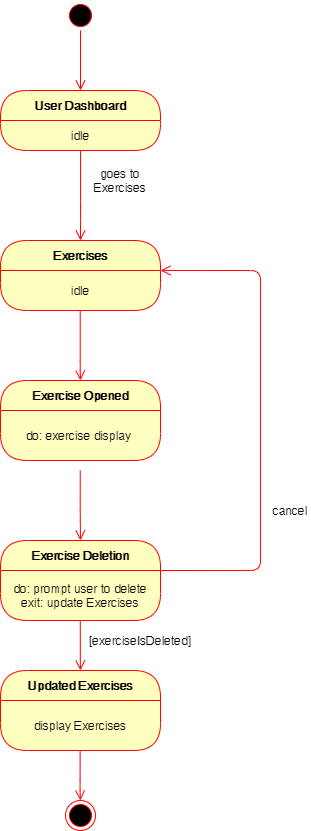 User Dashboard
idle
goes to
Exercises
Exercises
idle
Exercise Opened
do: exercise display
cancel
Exercise Deletion
do: prompt user to delete
exit: update Exercises
[exerciseIsDeleted]
Updated Exercises
display Exercises